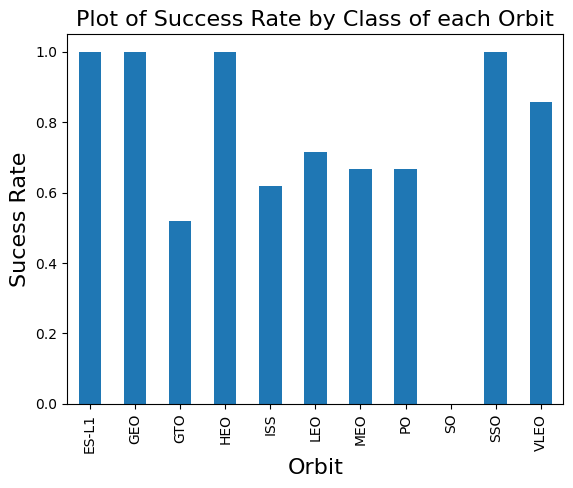 Plot of Success Rate by Class of each Orbit
Sucess Rate
1.0
0.8
0.6
0.4
0.2
0.0
ES-L1
GEO
GTO
HEO
ISS
LEO
MEO
PO
SO
SSO
VLEO
Orbit